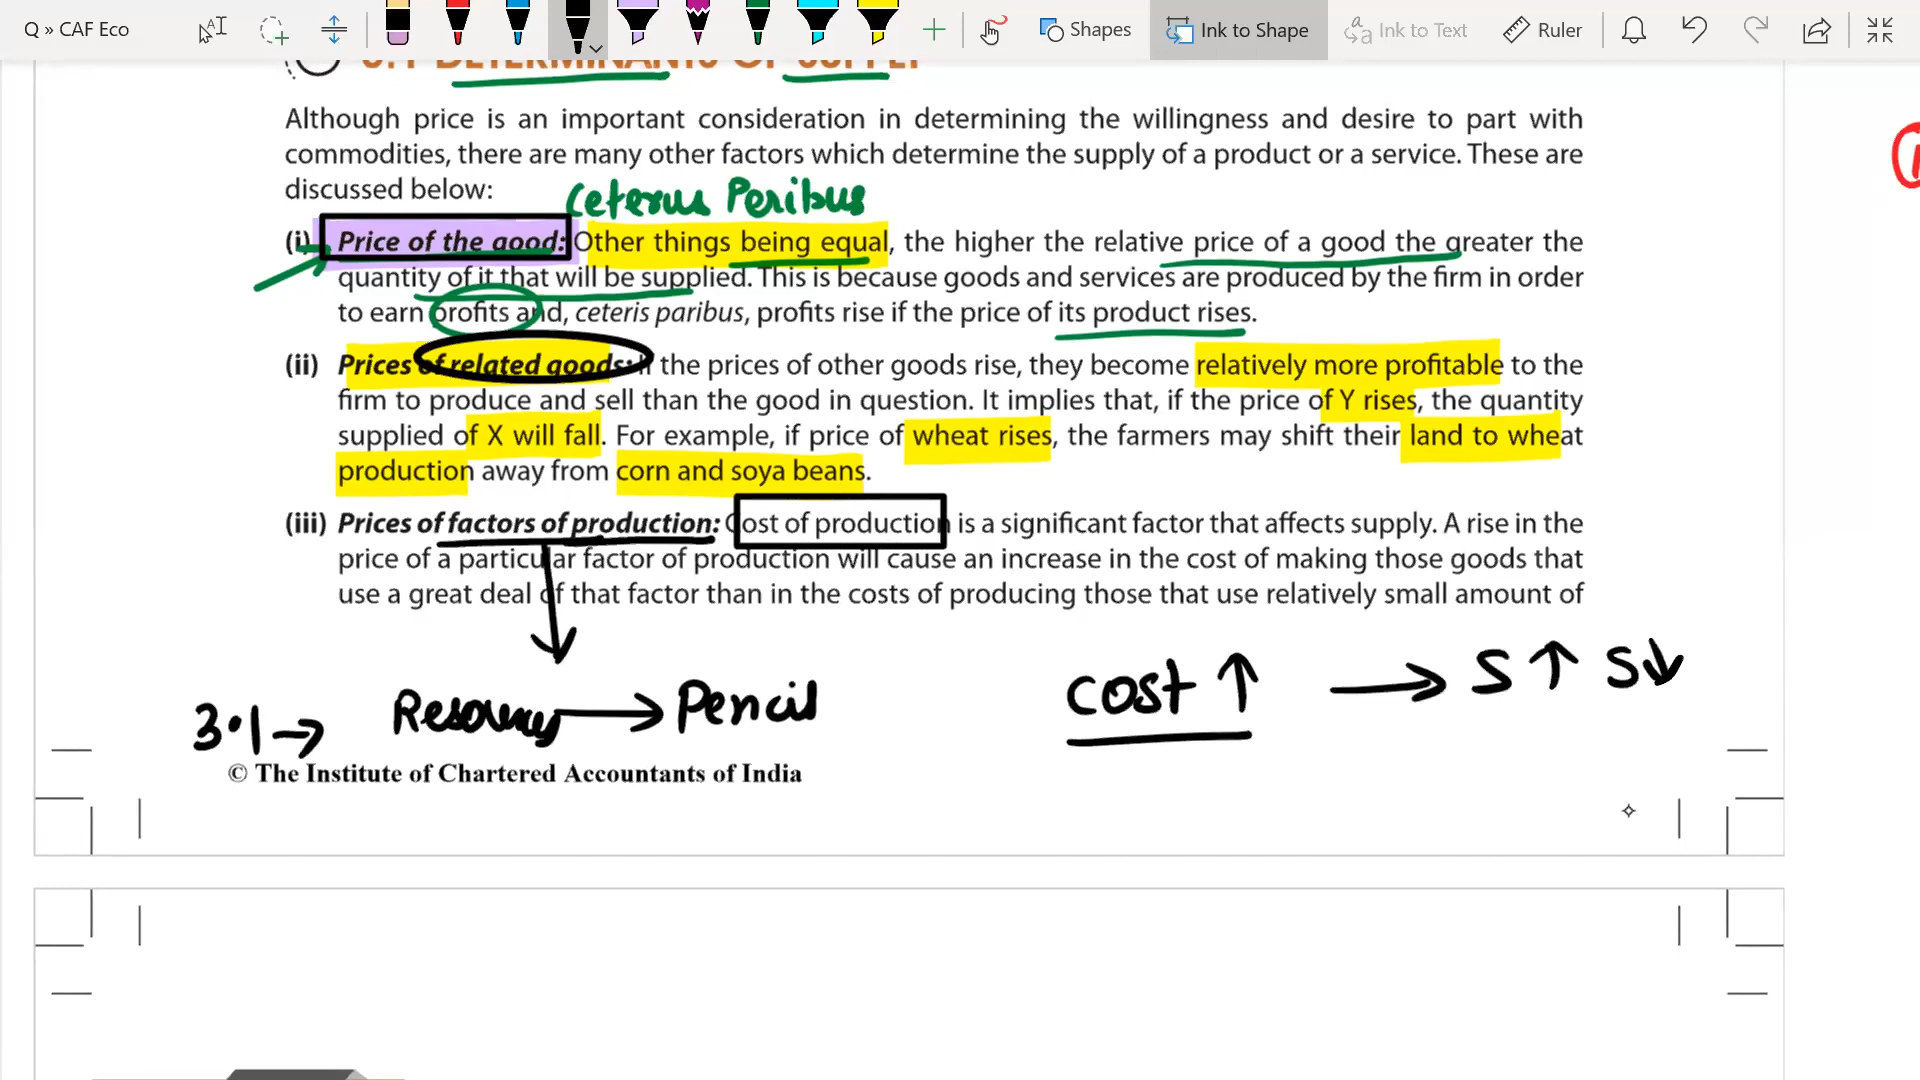 Q » CAF Eco
Shapes
Ink to Shape
Ink to Text
Ruler
3.1 DETERMINANTS OF SUPPLY
Although price is an important consideration in determining the willingness and desire to part with
commodities, there are many other factors which determine the supply of a product or a service. These are
discussed below:
Ceterus Peribus
(i) Price of the good: Other things being equal, the higher the relative price of a good the greater the
quantity of it that will be supplied. This is because goods and services are produced by the firm in order
to earn profits and, ceteris paribus, profits rise if the price of its product rises.
(ii) Prices of related goods: If the prices of other goods rise, they become relatively more profitable to the
firm to produce and sell than the good in question. It implies that, if the price of Y rises, the quantity
supplied of X will fall. For example, if price of wheat rises, the farmers may shift their land to wheat
production away from corn and soya beans.
(iii) Prices of factors of production: Cost of production is a significant factor that affects supply. A rise in the
price of a particular factor of production will cause an increase in the cost of making those goods that
use a great deal of that factor than in the costs of producing those that use relatively small amount of
3.1 → Resources → Pencil
Cost ↑ → S ↑ S↓
© The Institute of Chartered Accountants of India